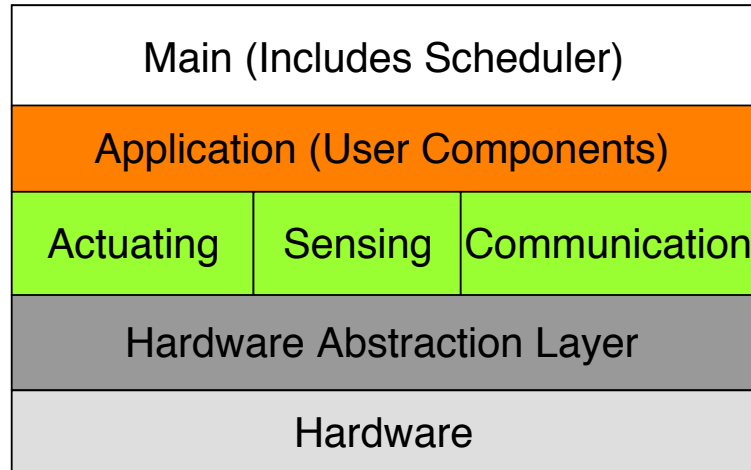 Main (Includes Scheduler)
Application (User Components)
Actuating
Sensing
Communication
Hardware Abstraction Layer
Hardware